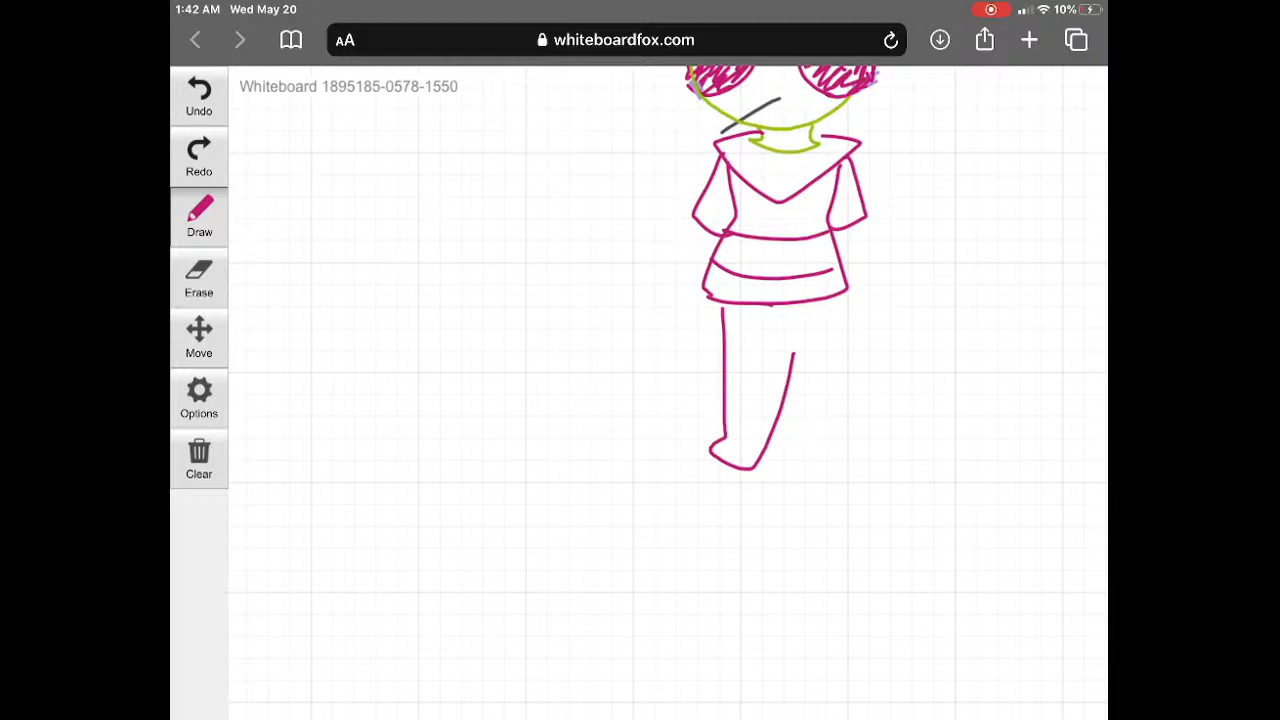 1:42 AM Wed May 20
10%
AA
whiteboardfox.com
Whiteboard 1895185-0578-1550
Undo
Redo
Draw
Erase
Move
Options
Clear